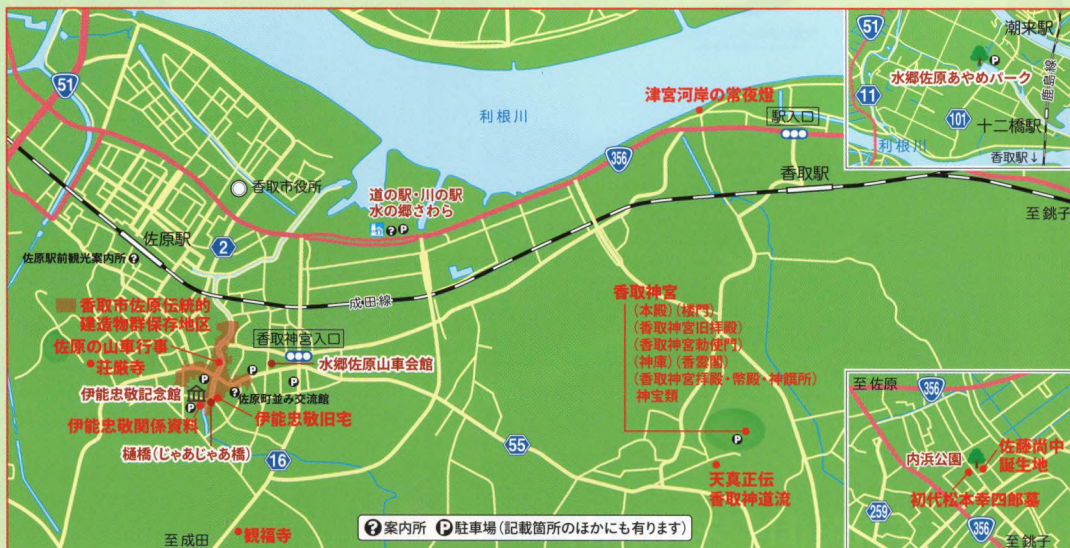 51
利根川
津宮河岸の常夜燈
駅入口
356
香取駅
香取市役所
道の駅・川の駅
水の郷さわら
P
佐原駅
2
佐原駅前観光案内所
成田線
至銚子
香取市佐原伝統的
建造物群保存地区
佐原の山車行事
荘厳寺
香取神宮入口
水郷佐原山車会館
P
P
P
伊能忠敬記念館
佐原町並み交流館
P
伊能忠敬関係資料
伊能忠敬旧宅
樋橋(じゃあじゃあ橋)
16
55
香取神宮
(本殿)(楼門)
(香取神宮旧拝殿)
(香取神宮勅使門)
(神庫)(香雲閣)
(香取神宮拝殿・幣殿・神饌所)
神宝類
P
天真正伝
香取神道流
観福寺
至成田
?案内所 P駐車場(記載箇所のほかにも有ります)
51
潮来駅
P
水郷佐原あやめパーク
鹿島線
11
101
十二橋駅
利根川
香取駅↓
至佐原
356
佐藤尚中
誕生地
内浜公園
初代松本幸四郎墓
259
356
至銚子